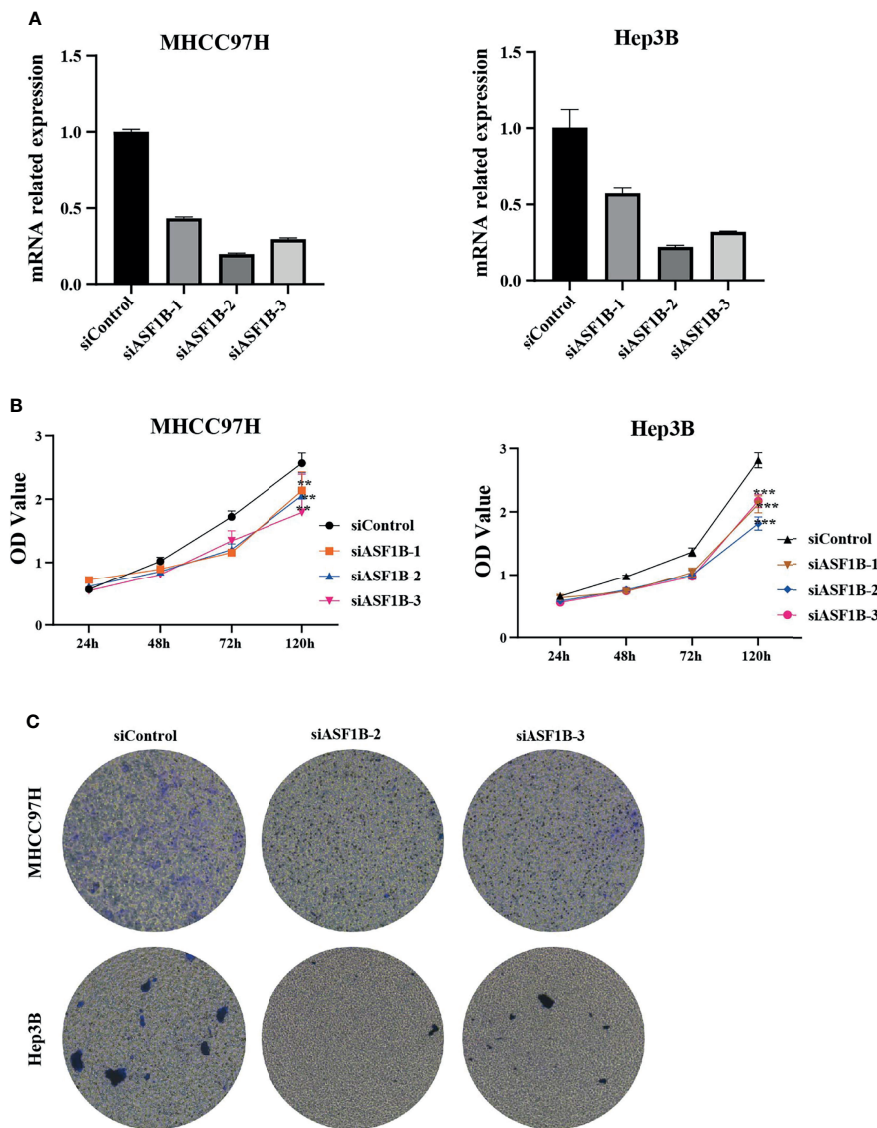 A
MHCC97H
mRNA related expression
1.5
1.0
0.5
0.0
siControl
siASF1B-1
siASF1B-2
siASF1B-3
Hep3B
mRNA related expression
1.5
1.0
0.5
0.0
siControl
siASF1B-1
siASF1B-2
siASF1B-3
B
MHCC97H
OD Value
3
2
1
0
24h
48h
72h
120h
**
**
**
siControl
siASF1B-1
siASF1B 2
siASF1B-3
Hep3B
OD Value
3
2
1
0
24h
48h
72h
120h
***
***
***
siControl
siASF1B-1
siASF1B-2
siASF1B-3
C
siControl
siASF1B-2
siASF1B-3
MHCC97H
Hep3B